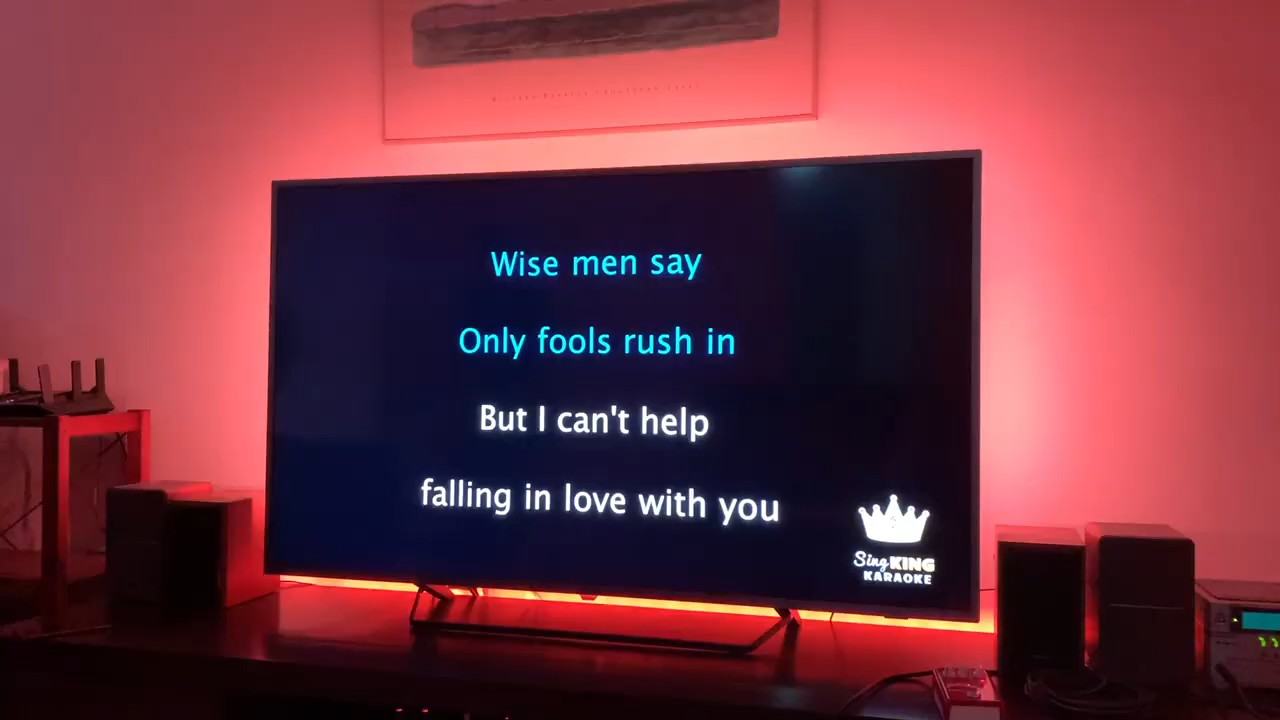 Wise men say
Only fools rush in
But I can't help
falling in love with you
Sing KING
KARAOKE